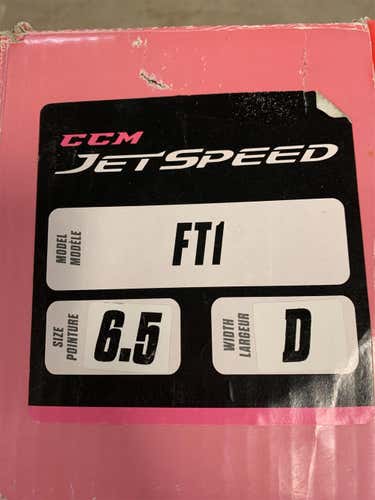 CCM
JETSPEED
MODEL
MODÈLE
FT1
SIZE
POINTURE
6.5
WIDTH
LARGEUR
D